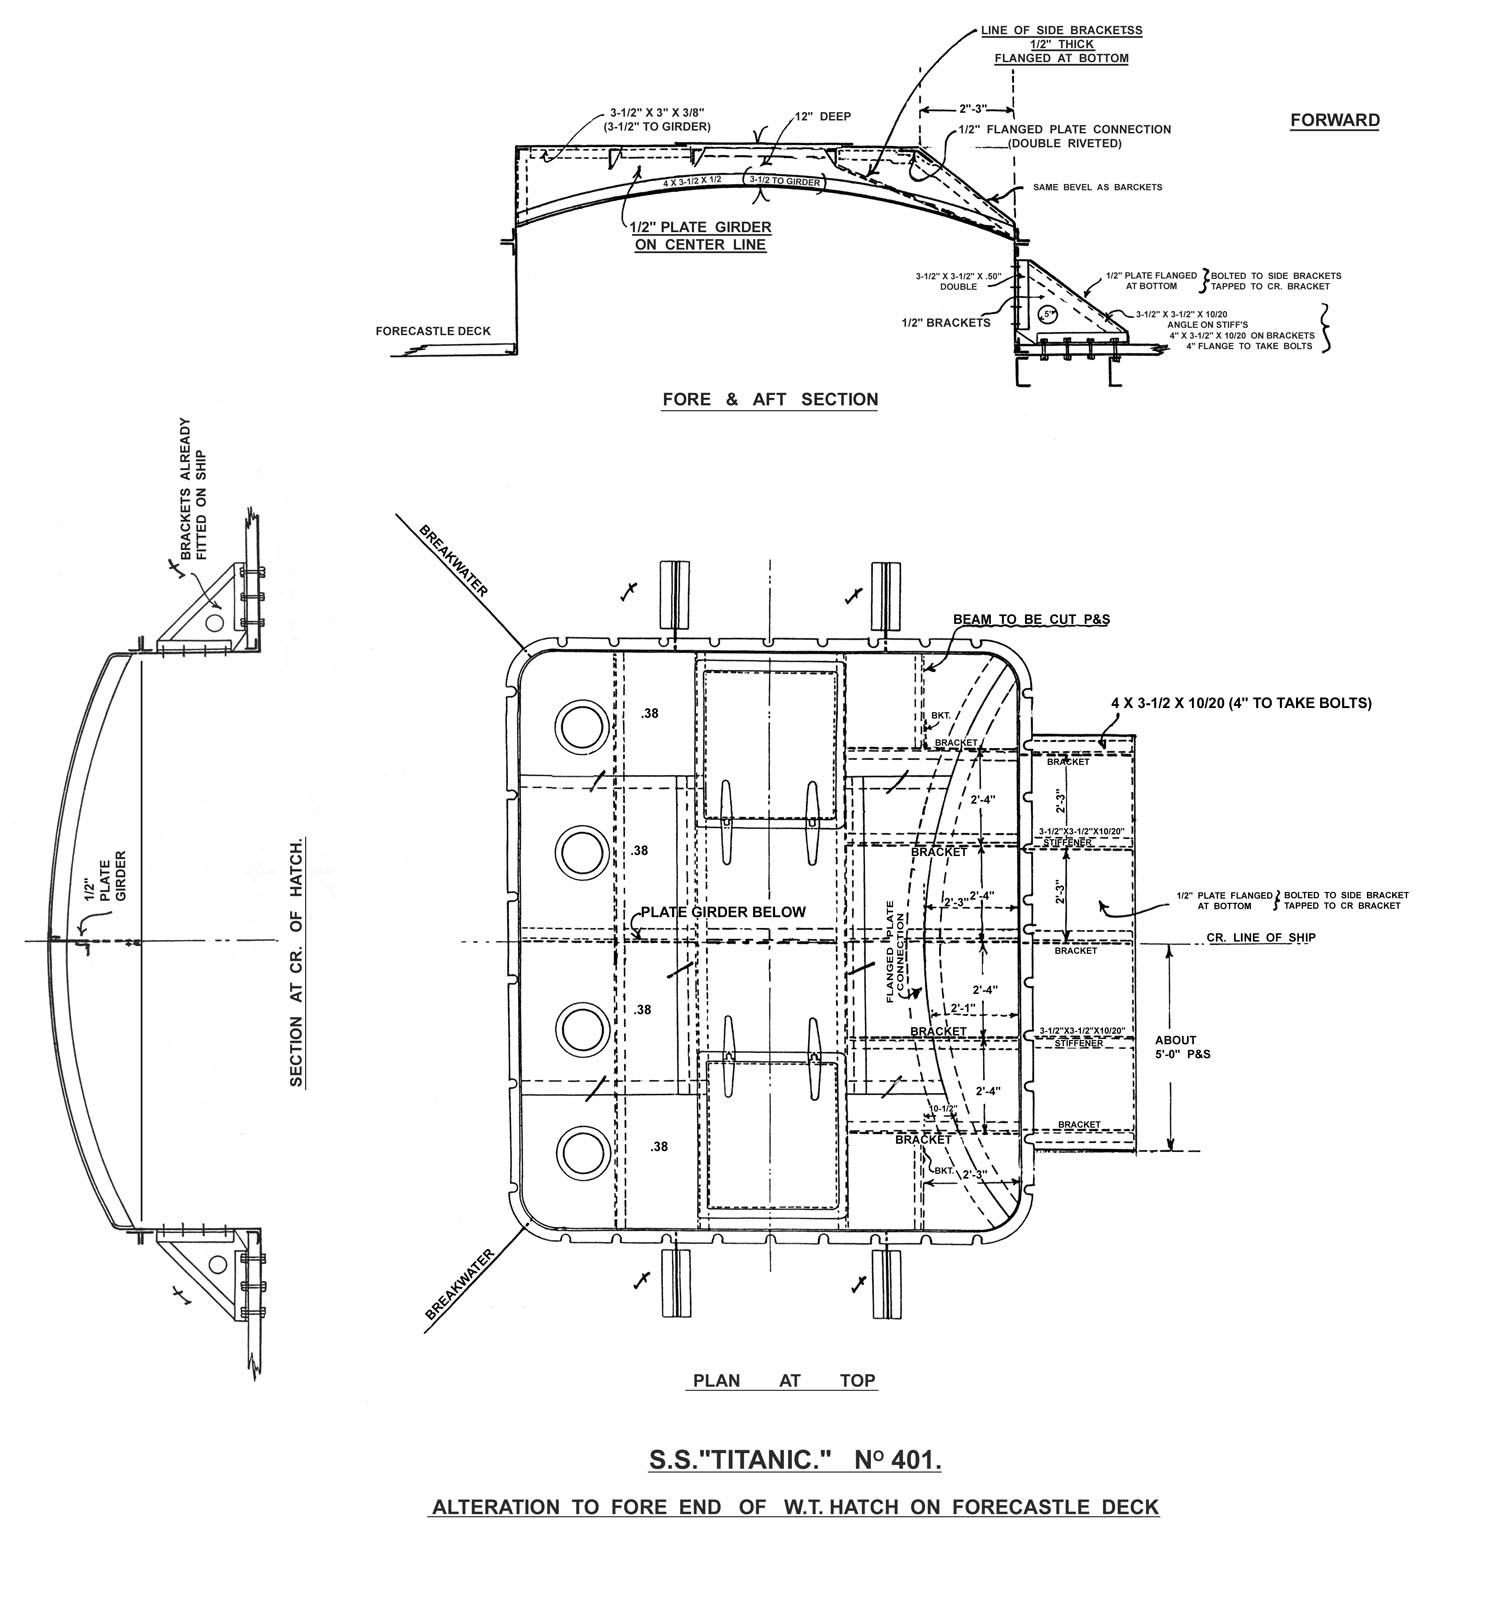 LINE OF SIDE BRACKETSS
1/2" THICK
FLANGED AT BOTTOM
2"-3"
FORWARD
3-1/2" X 3" X 3/8"
(3-1/2" TO GIRDER)
12" DEEP
1/2" FLANGED PLATE CONNECTION
(DOUBLE RIVETED)
4 X 3-1/2 X 1/2
3-1/2 TO GIRDER
SAME BEVEL AS BARCKETS
1/2" PLATE GIRDER
ON CENTER LINE
3-1/2" X 3-1/2" X .50"
DOUBLE
1/2" PLATE FLANGED
AT BOTTOM
BOLTED TO SIDE BRACKETS
TAPPED TO CR. BRACKET
1/2" BRACKETS
5"
3-1/2" X 3-1/2" X 10/20
ANGLE ON STIFF'S
4" X 3-1/2" X 10/20 ON BRACKETS
4" FLANGE TO TAKE BOLTS
FORECASTLE DECK
FORE & AFT SECTION
BRACKETS ALREADY
FITTED ON SHIP
1/2"
PLATE
GIRDER
SECTION AT CR. OF HATCH.
BREAKWATER
BEAM TO BE CUT P&S
.38
BKT.
BRACKET
4 X 3-1/2 X 10/20 (4" TO TAKE BOLTS)
BRACKET
2'-4"
2'-3"
.38
BRACKET
3-1/2"X3-1/2"X10/20"
STIFFENER
2'-3"
2'-4"
2'-3"
PLATE GIRDER BELOW
FLANGED PLATE
CONNECTION
1/2" PLATE FLANGED
AT BOTTOM
BOLTED TO SIDE BRACKET
TAPPED TO CR BRACKET
CR. LINE OF SHIP
BRACKET
.38
2'-4"
2'-1"
BRACKET
3-1/2"X3-1/2"X10/20"
STIFFENER
ABOUT
5'-0" P&S
2'-4"
10-1/2"
BRACKET
BRACKET
.38
BKT.
2'-3"
BREAKWATER
PLAN AT TOP
S.S."TITANIC." Nº 401.
ALTERATION TO FORE END OF W.T. HATCH ON FORECASTLE DECK